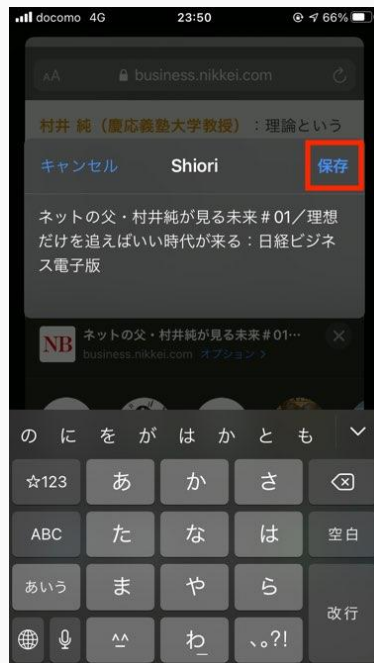 docomo 4G 23:50 66%
AA business.nikkei.com
村井 純（慶応義塾大学教授）：理論という
キャンセル Shiori 保存
ネットの父・村井純が見る未来＃01／理想
だけを追えばいい時代が来る：日経ビジネ
ス電子版
NB ネットの父・村井純が見る未来＃01…
business.nikkei.com オプション >
の に を が は か と も
☆123 あ か さ
ABC た な は 空白
あいう ま や ら
改行
^^ わ 、。?!